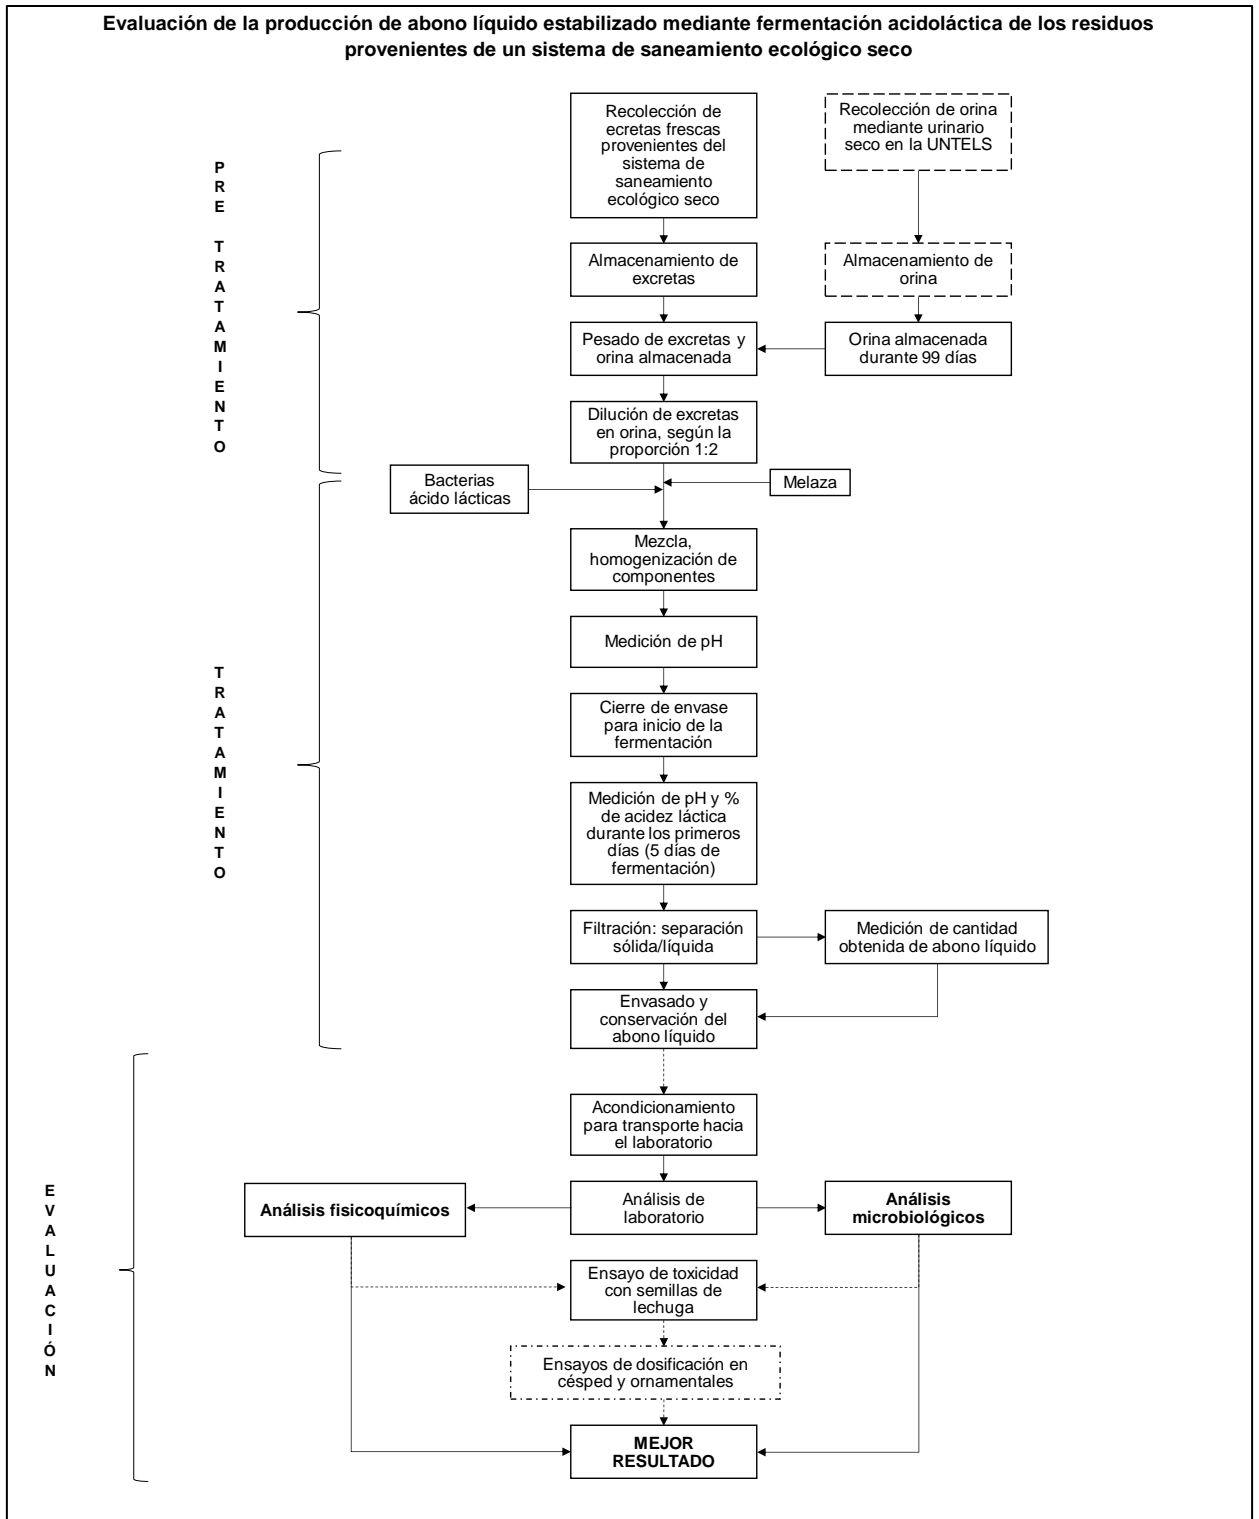 Evaluación de la producción de abono líquido estabilizado mediante fermentación acidoláctica de los residuos
provenientes de un sistema de saneamiento ecológico seco
PRE TRATAMIENTO
Recolección de
ecretas frescas
provenientes del
sistema de
saneamiento
ecológico seco
Recolección de orina
mediante urinario
seco en la UNTELS
Almacenamiento de
excretas
Almacenamiento de
orina
Pesado de excretas y
orina almacenada
Orina almacenada
durante 99 días
Dilución de excretas
en orina, según la
proporción 1:2
TRATAMIENTO
Bacterias
ácido lácticas
Melaza
Mezcla,
homogenización de
componentes
Medición de pH
Cierre de envase
para inicio de la
fermentación
Medición de pH y %
de acidez láctica
durante los primeros
días (5 días de
fermentación)
Filtración: separación
sólida/líquida
Medición de cantidad
obtenida de abono líquido
Envasado y
conservación del
abono líquido
EVALUACIÓN
Acondicionamiento
para transporte hacia
el laboratorio
Análisis fisicoquímicos
Análisis de
laboratorio
Análisis
microbiológicos
Ensayo de toxicidad
con semillas de
lechuga
Ensayos de dosificación en
césped y ornamentales
MEJOR
RESULTADO